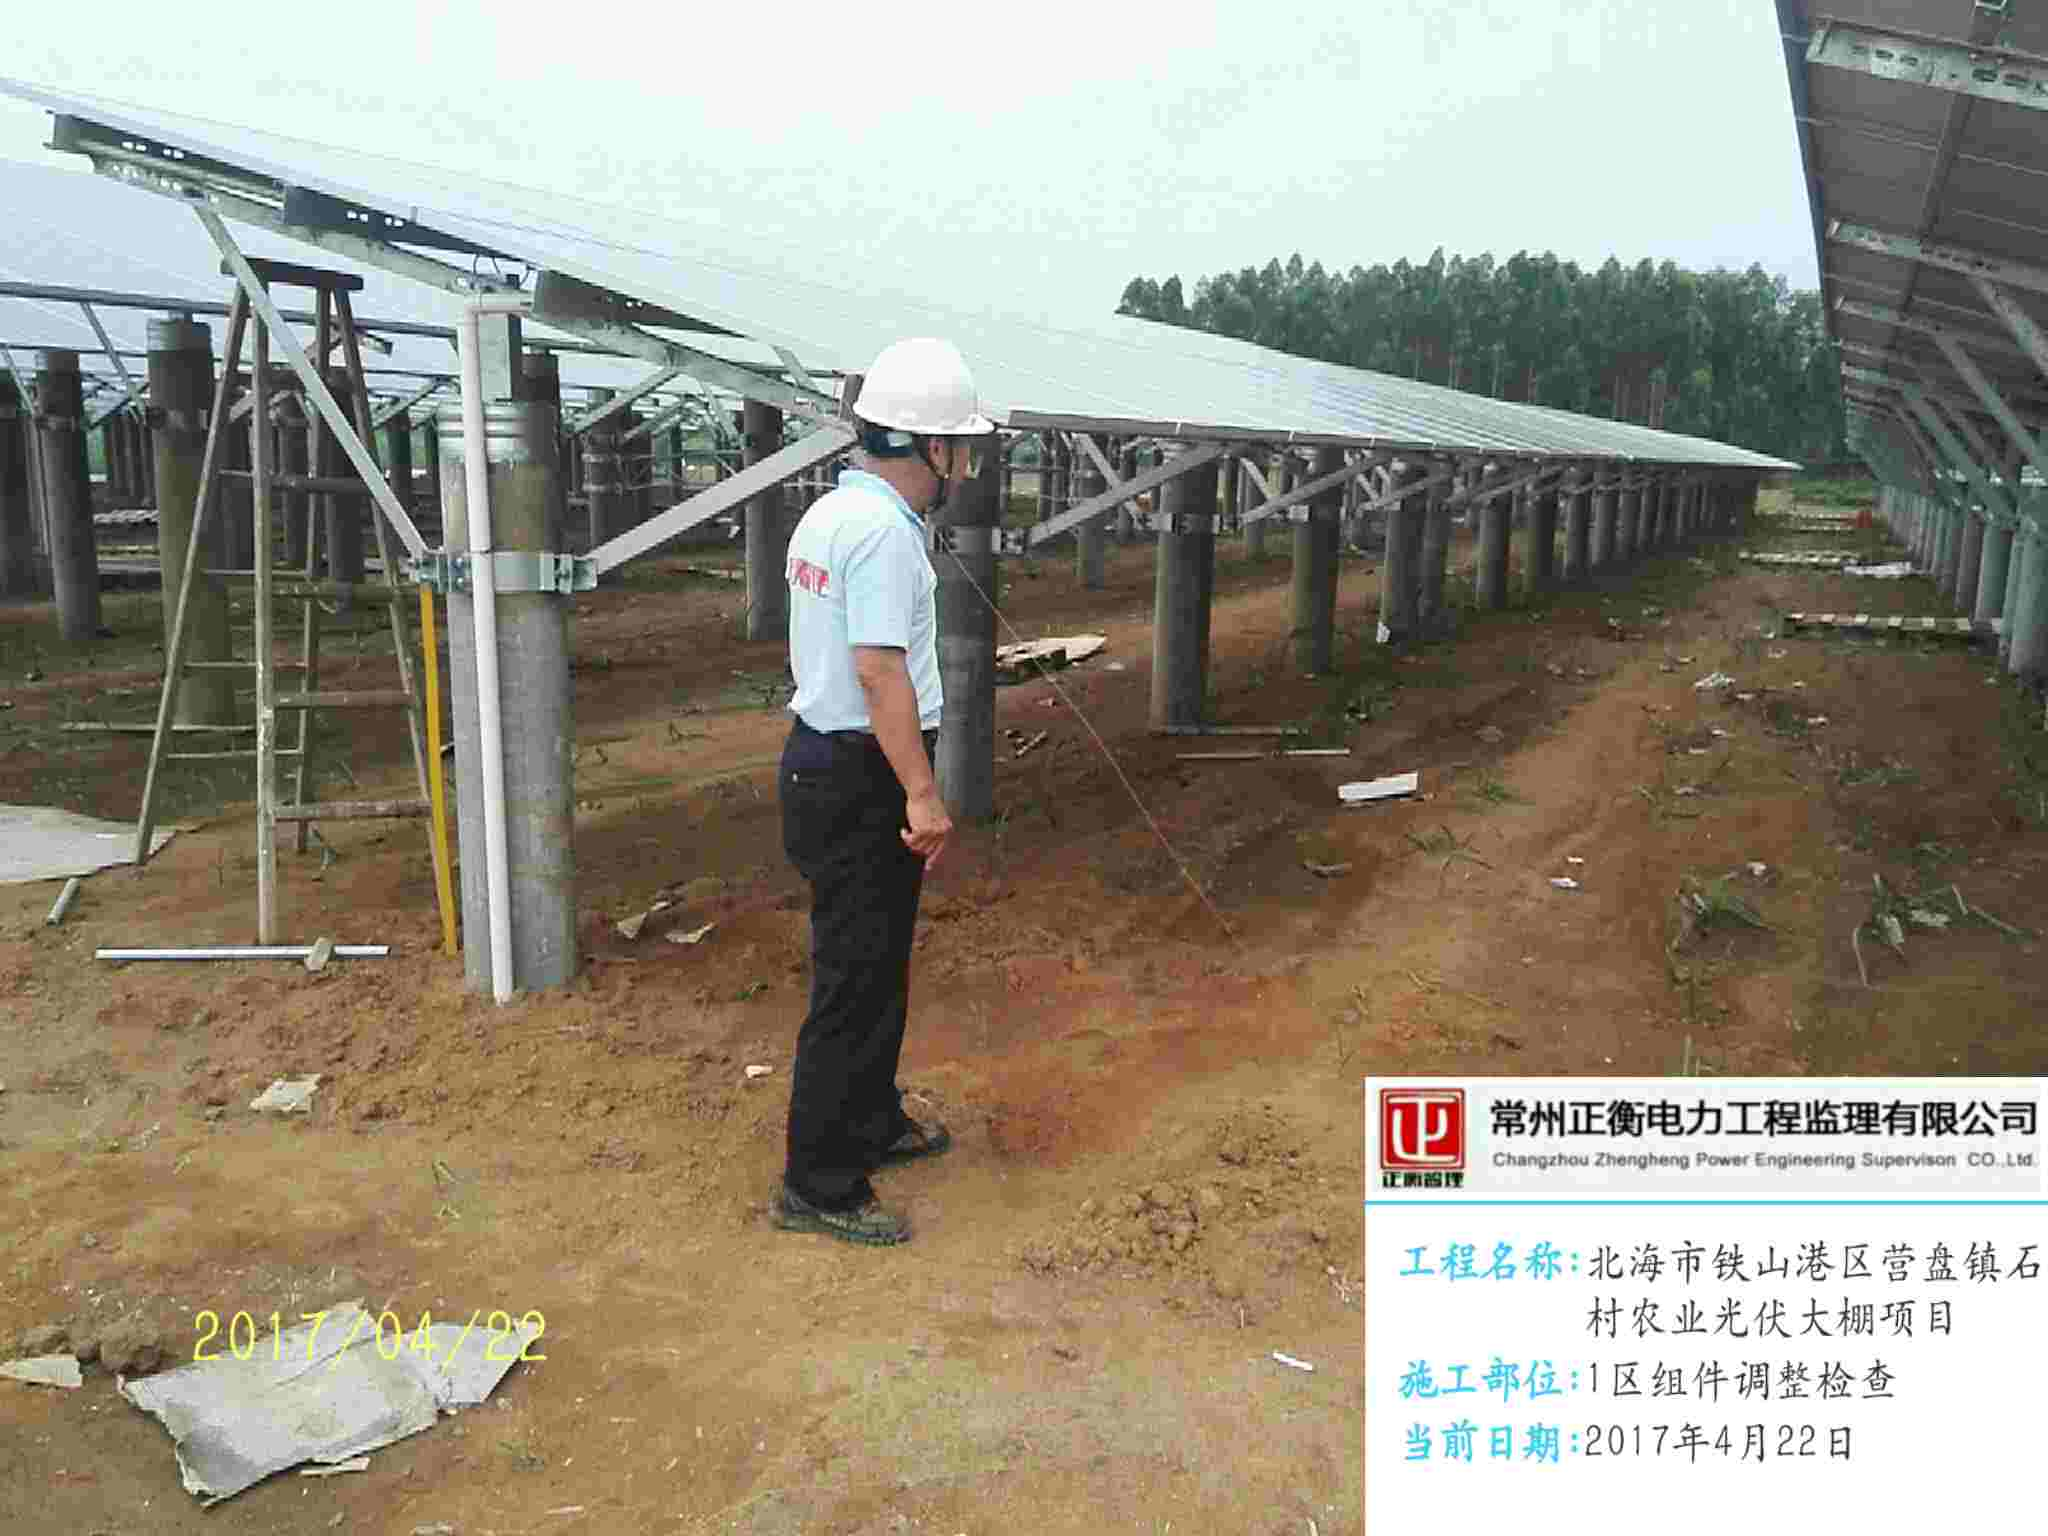 正衡管理
常州正衡电力工程监理有限公司
Changzhou Zhengheng Power Engineering Supervison CO.,Ltd.
工程名称:北海市铁山港区营盘镇石
村农业光伏大棚项目
施工部位:1区组件调整检查
当前日期:2017年4月22日
2017/04/22